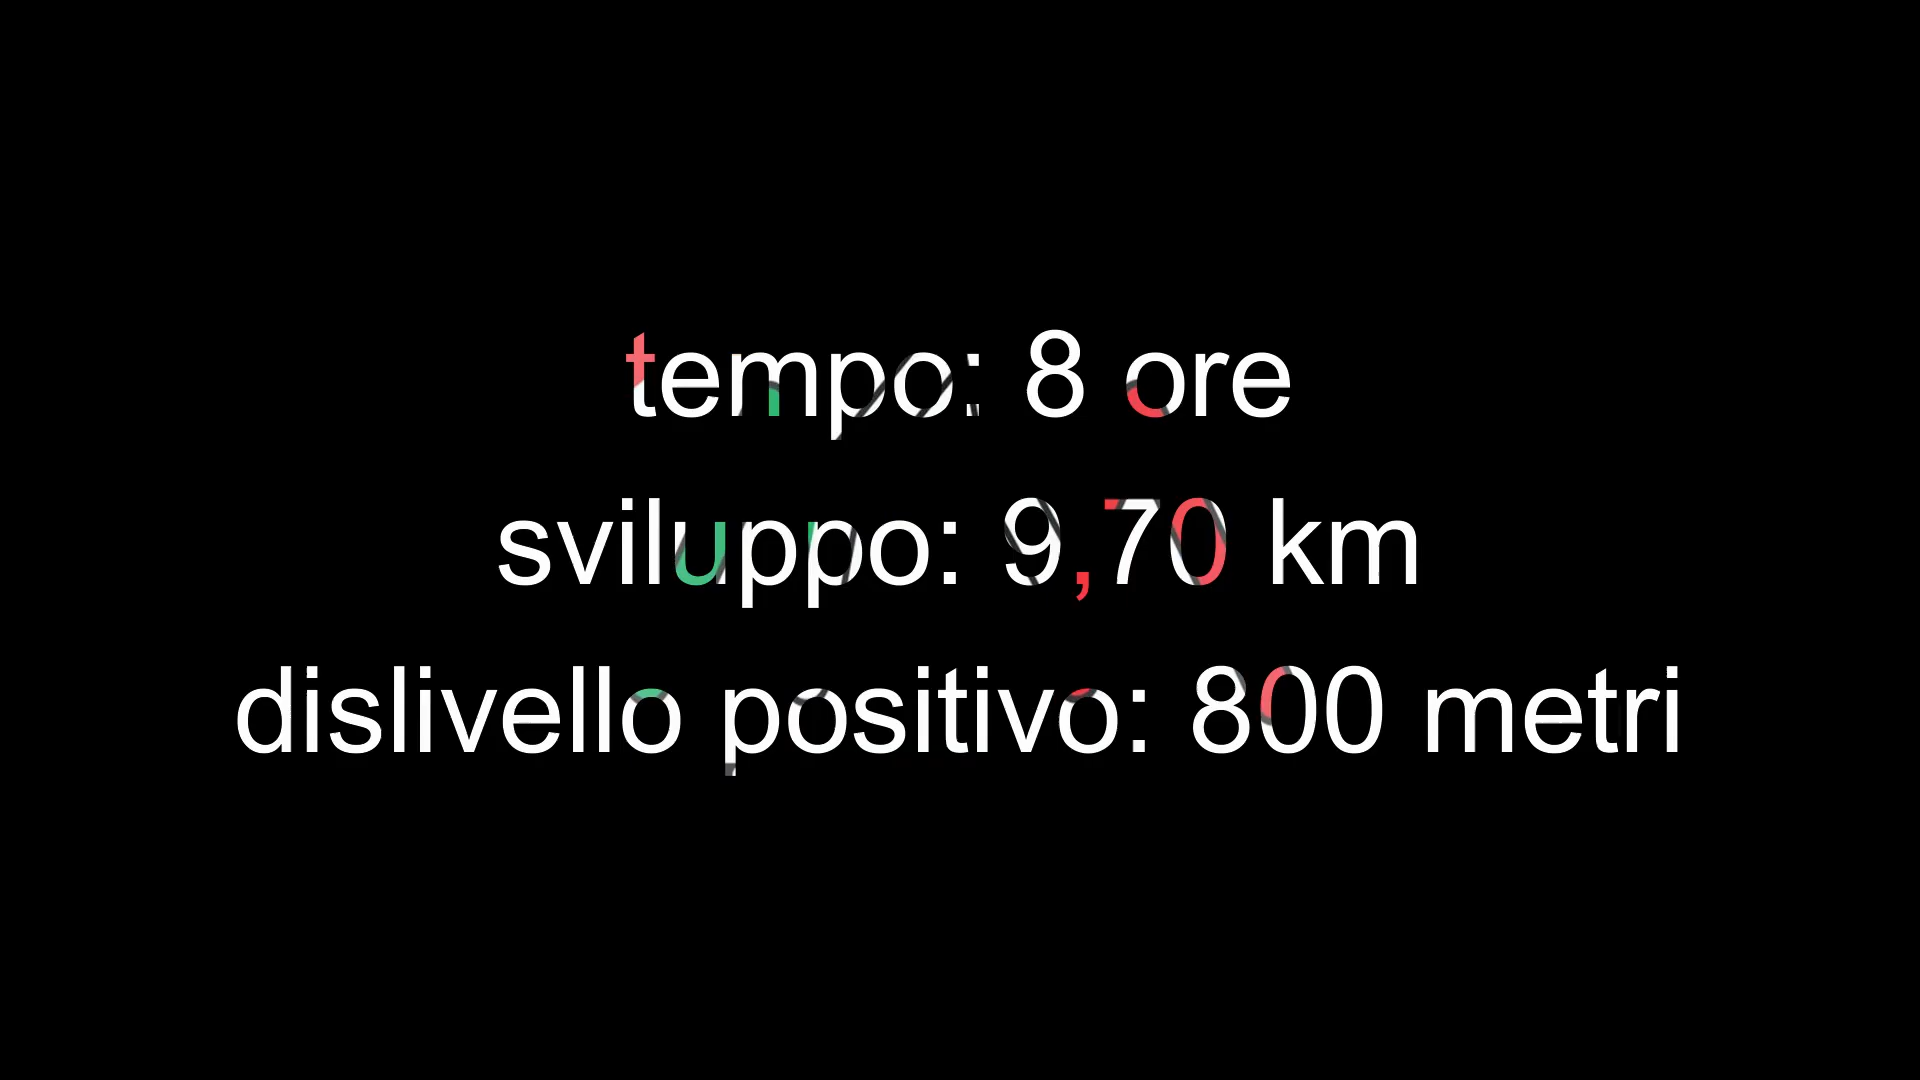 tempo: 8 ore
sviluppo: 9,70 km
dislivello positivo: 800 metri